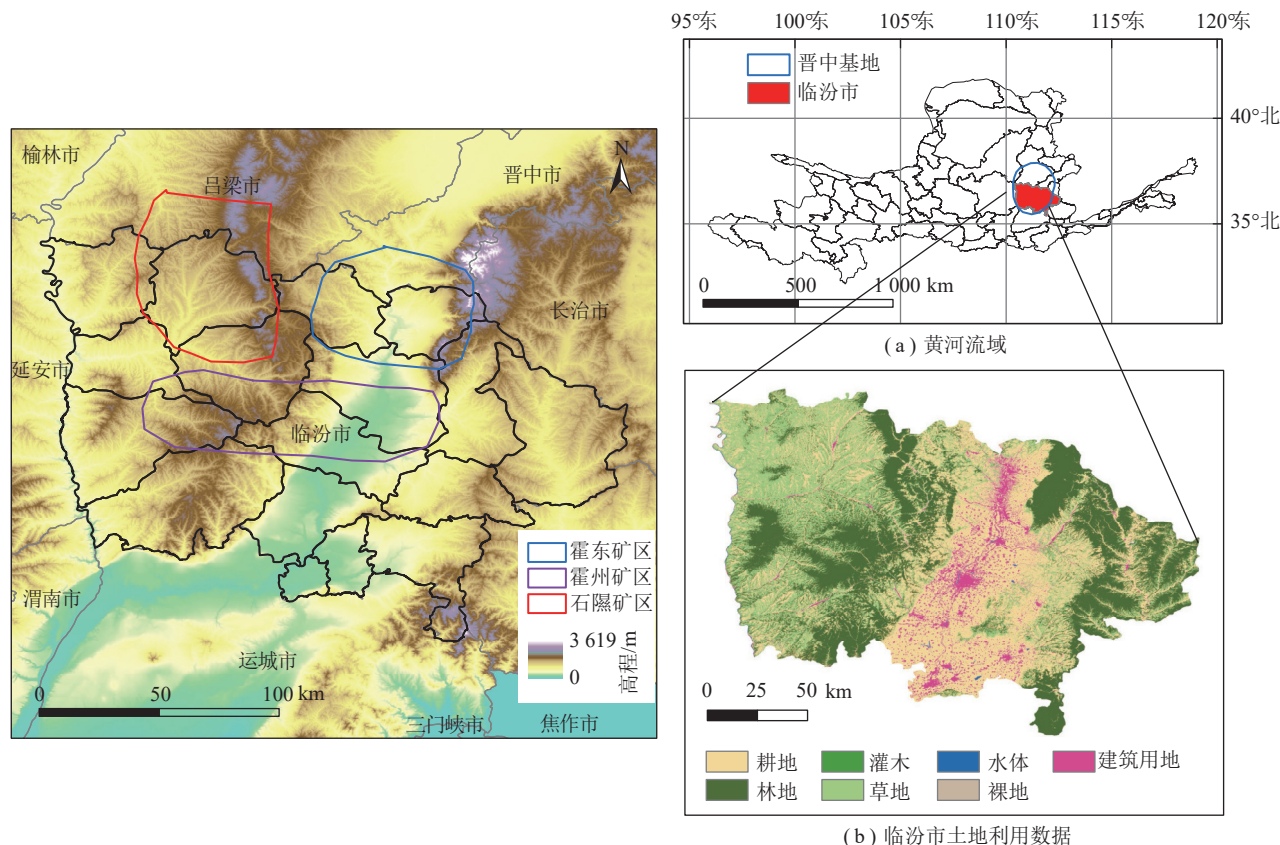 榆林市
吕梁市
晋中市
N
长治市
延安市
临汾市
渭南市
运城市
三门峡市
焦作市
霍东矿区
霍州矿区
石隰矿区
3 619
0
高程/m
0 50 100 km
95°东 100°东 105°东 110°东 115°东 120°东
晋中基地
临汾市
40°北
35°北
0 500 1 000 km
(a) 黄河流域
0 25 50 km
耕地 灌木 水体 建筑用地
林地 草地 裸地
(b) 临汾市土地利用数据